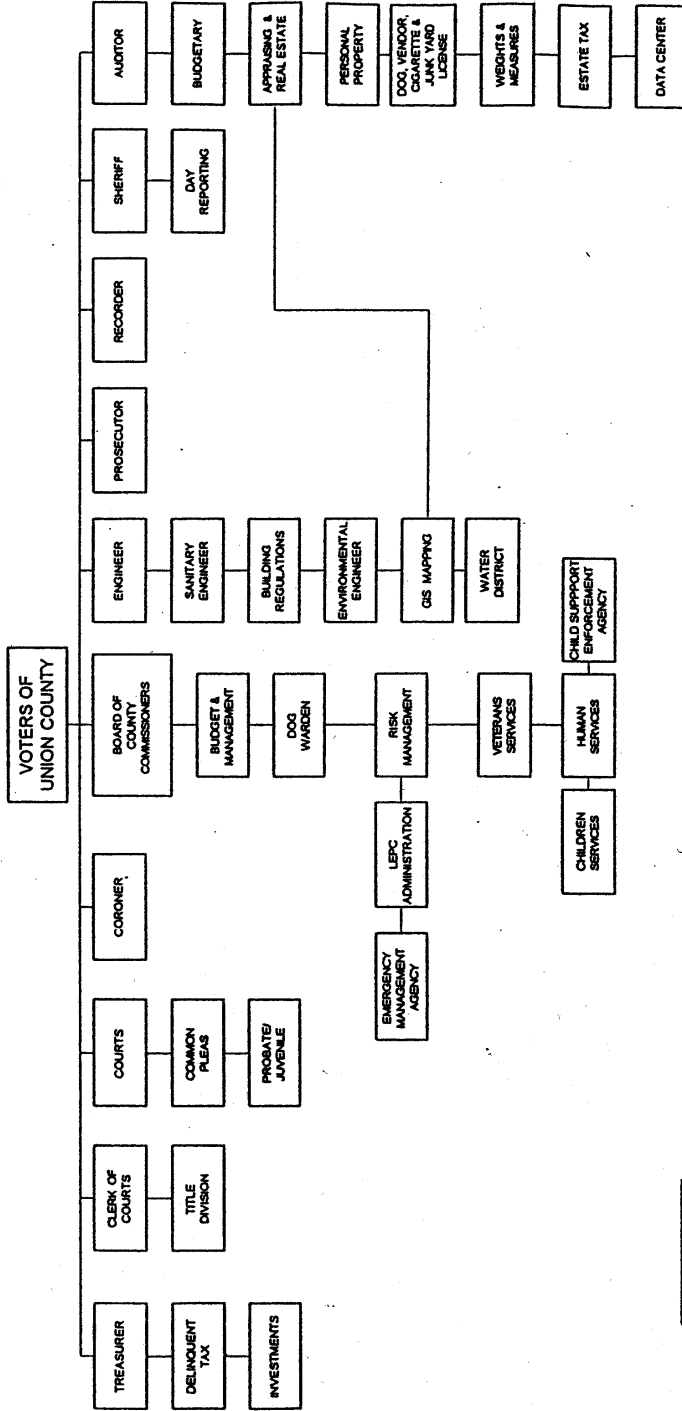 VOTERS OF
UNION COUNTY
TREASURER
CLERK OF
COURTS
COURTS
CORONER
BOARD OF
COUNTY
COMMISSIONERS
ENGINEER
PROSECUTOR
RECORDER
SHERIFF
AUDITOR
DELINQUENT
TAX
TITLE
DIVISION
COMMON
PLEAS
BUDGET &
MANAGEMENT
SANITARY
ENGINEER
DAY
REPORTING
BUDGETARY
INVESTMENTS
PROBATE/
JUVENILE
DOG
WARDEN
BUILDING
REGULATIONS
APPRAISING &
REAL ESTATE
ENVIRONMENTAL
ENGINEER
PERSONAL
PROPERTY
EMERGENCY
MANAGEMENT
AGENCY
LEPC
ADMINISTRATION
RISK
MANAGEMENT
GIS MAPPING
DOG, VENDOR,
CIGARETTE &
JUNK YARD
LICENSE
WATER
DISTRICT
WEIGHTS &
MEASURES
VETERANS
SERVICES
ESTATE TAX
CHILDREN
SERVICES
HUMAN
SERVICES
CHILD SUPPPORT
ENFORCEMENT
AGENCY
DATA CENTER